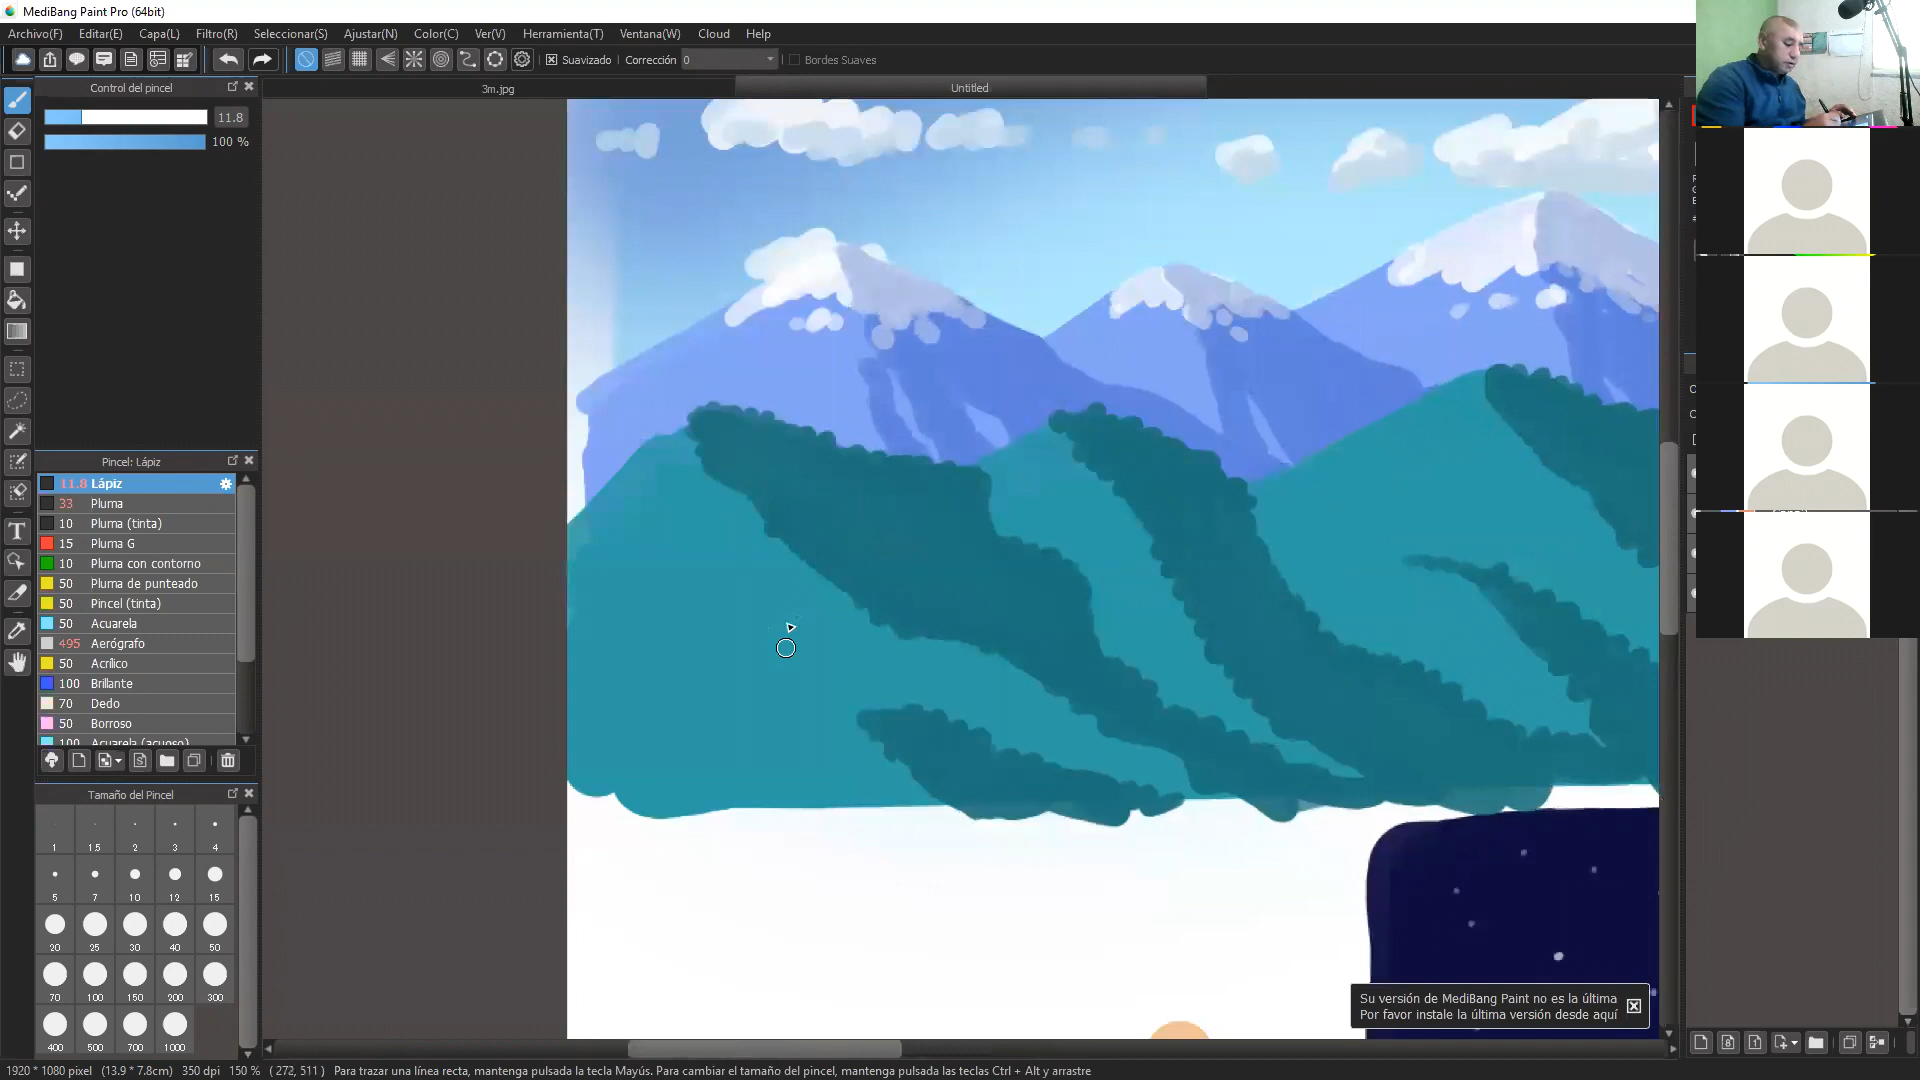 MediBang Paint Pro (64bit)
Archivo(F) Editar(E) Capa(L) Filtro(R) Seleccionar(S) Ajustar(N) Color(C) Ver(V) Herramienta(T) Ventana(W) Cloud Help
Suavizado Corrección 0 Bordes Suaves
Control del pincel
3m.jpg Untitled
11.8
100 %
Pincel: Lápiz
11.8 Lápiz
33 Pluma
10 Pluma (tinta)
15 Pluma G
10 Pluma con contorno
50 Pluma de punteado
50 Pincel (tinta)
50 Acuarela
495 Aerógrafo
50 Acrílico
100 Brillante
70 Dedo
50 Borroso
100 Acuarela (acuoso)
Tamaño del Pincel
1 1.5 2 3 4
5 7 10 12 15
20 25 30 40 50
70 100 150 200 300
400 500 700 1000
Su versión de MediBang Paint no es la última
Por favor instale la última versión desde aquí
1920 * 1080 pixel (13.9 * 7.8cm) 350 dpi 150 % ( 272, 511 ) Para trazar una línea recta, mantenga pulsada la tecla Mayús. Para cambiar el tamaño del pincel, mantenga pulsada las teclas Ctrl + Alt y arrastre